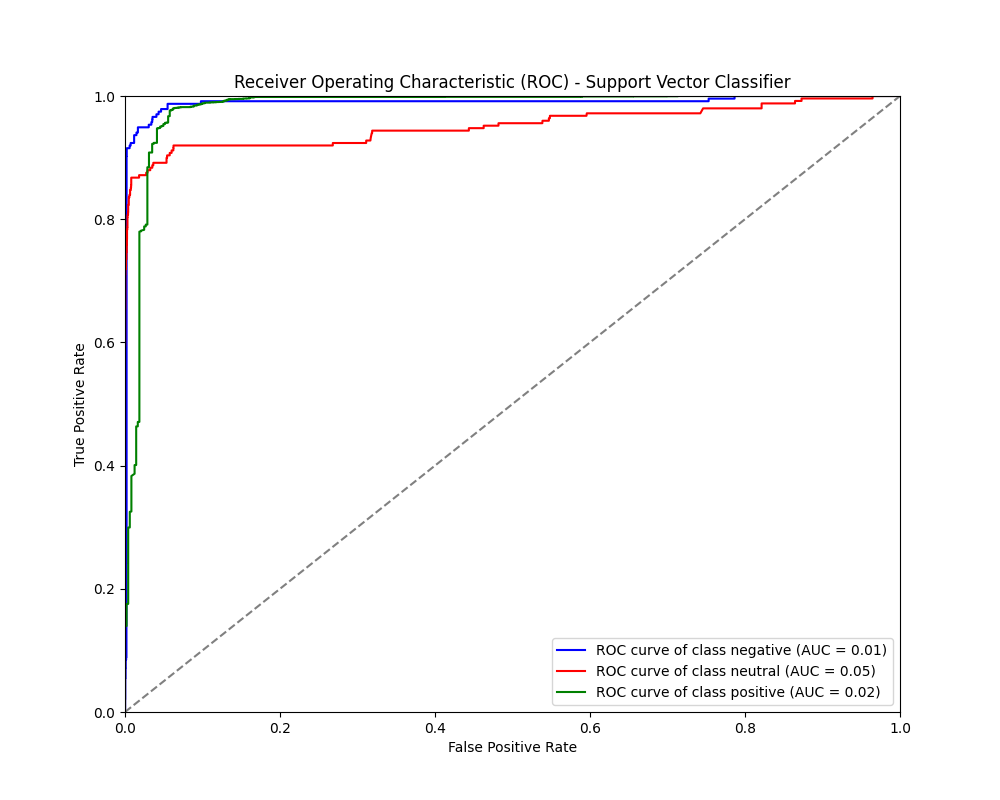 Receiver Operating Characteristic (ROC) - Support Vector Classifier
True Positive Rate
1.0
0.8
0.6
0.4
0.2
0.0
ROC curve of class negative (AUC = 0.01)
ROC curve of class neutral (AUC = 0.05)
ROC curve of class positive (AUC = 0.02)
0.0 0.2 0.4 0.6 0.8 1.0
False Positive Rate